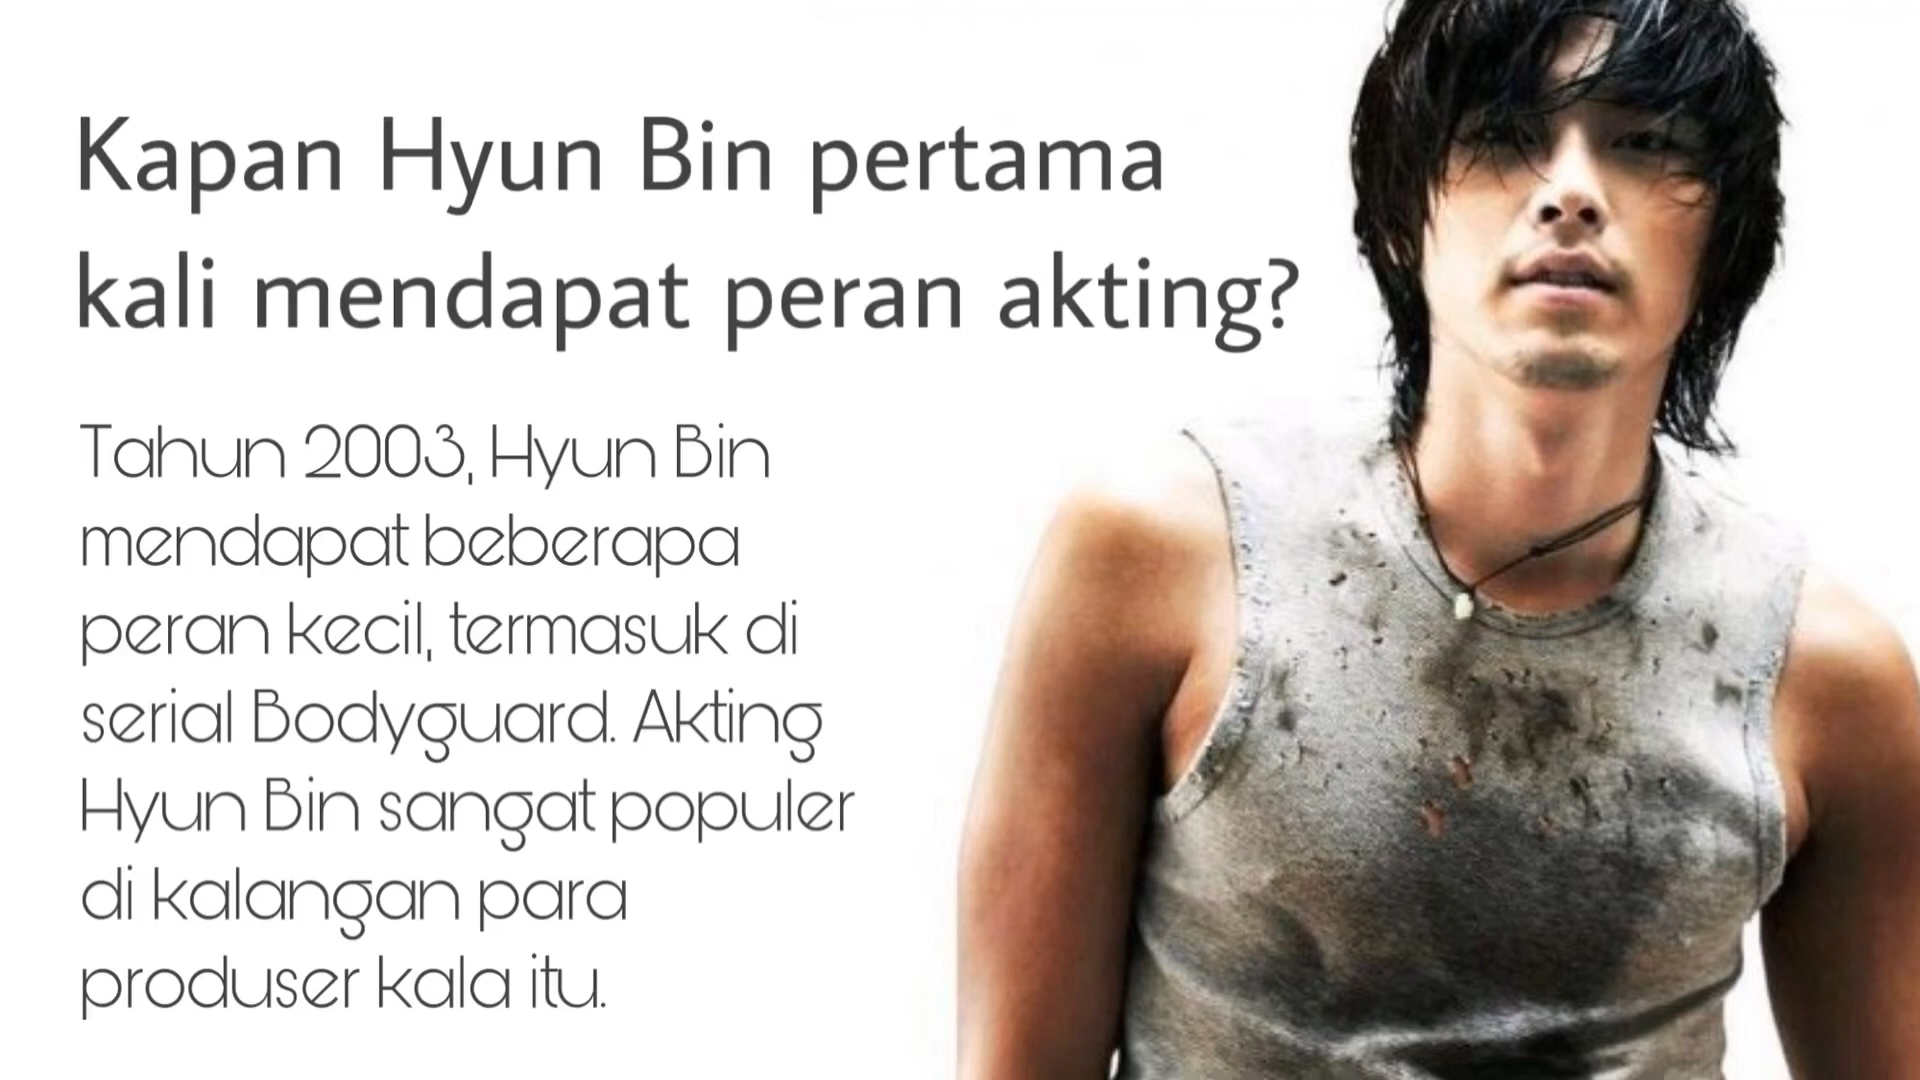 Kapan Hyun Bin pertama
kali mendapat peran akting?
Tahun 2003, Hyun Bin
mendapat beberapa
peran kecil, termasuk di
serial Bodyguard. Akting
Hyun Bin sangat populer
di kalangan para
produser kala itu.